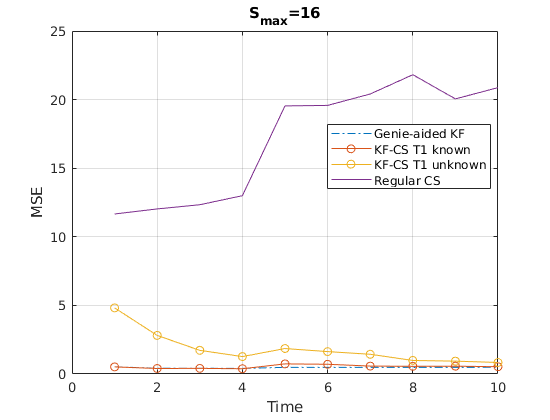 S_max=16
25
20
15
10
5
0
MSE
Genie-aided KF
KF-CS T1 known
KF-CS T1 unknown
Regular CS
0 2 4 6 8 10
Time